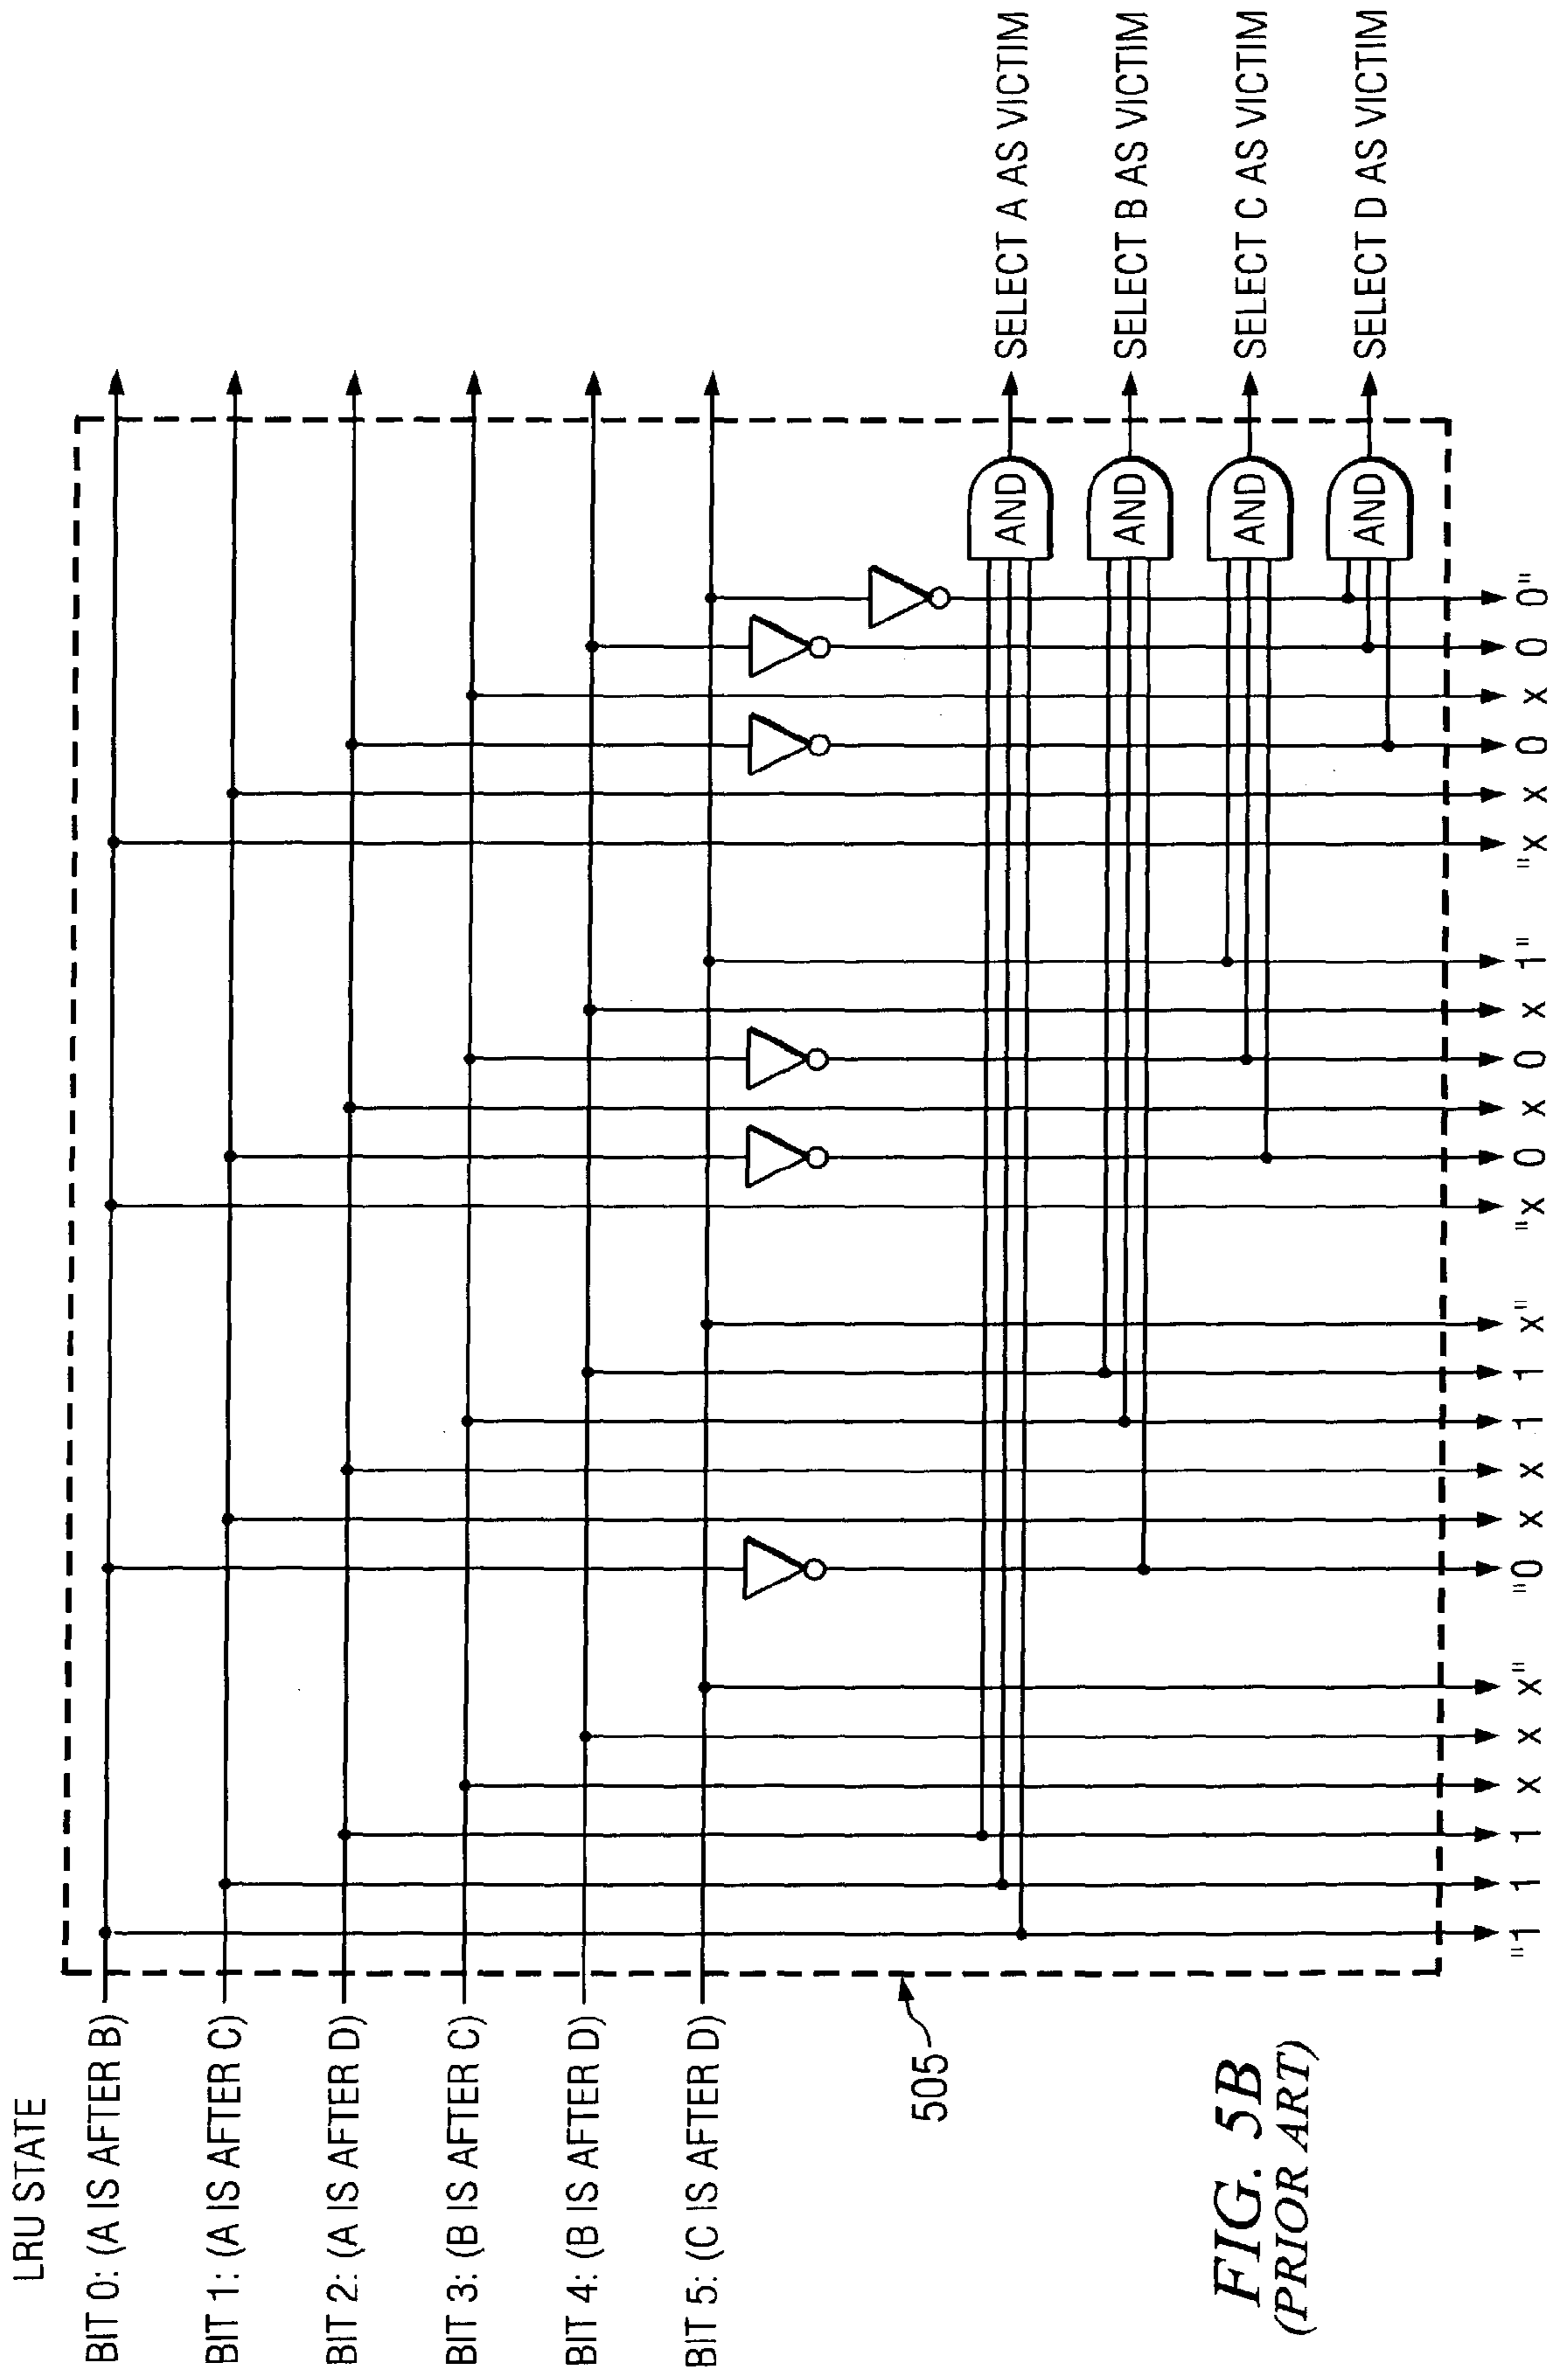 LRU STATE
BIT 0: (A IS AFTER B)
BIT 1: (A IS AFTER C)
BIT 2: (A IS AFTER D)
BIT 3: (B IS AFTER C)
BIT 4: (B IS AFTER D)
BIT 5: (C IS AFTER D)
505
AND
SELECT A AS VICTIM
AND
SELECT B AS VICTIM
AND
SELECT C AS VICTIM
AND
SELECT D AS VICTIM
"1 1 1 X X X" "0 X X 1 1 X" "X 0 X 0 X 1" "X X 0 X 0 0"
FIG. 5B
(PRIOR ART)